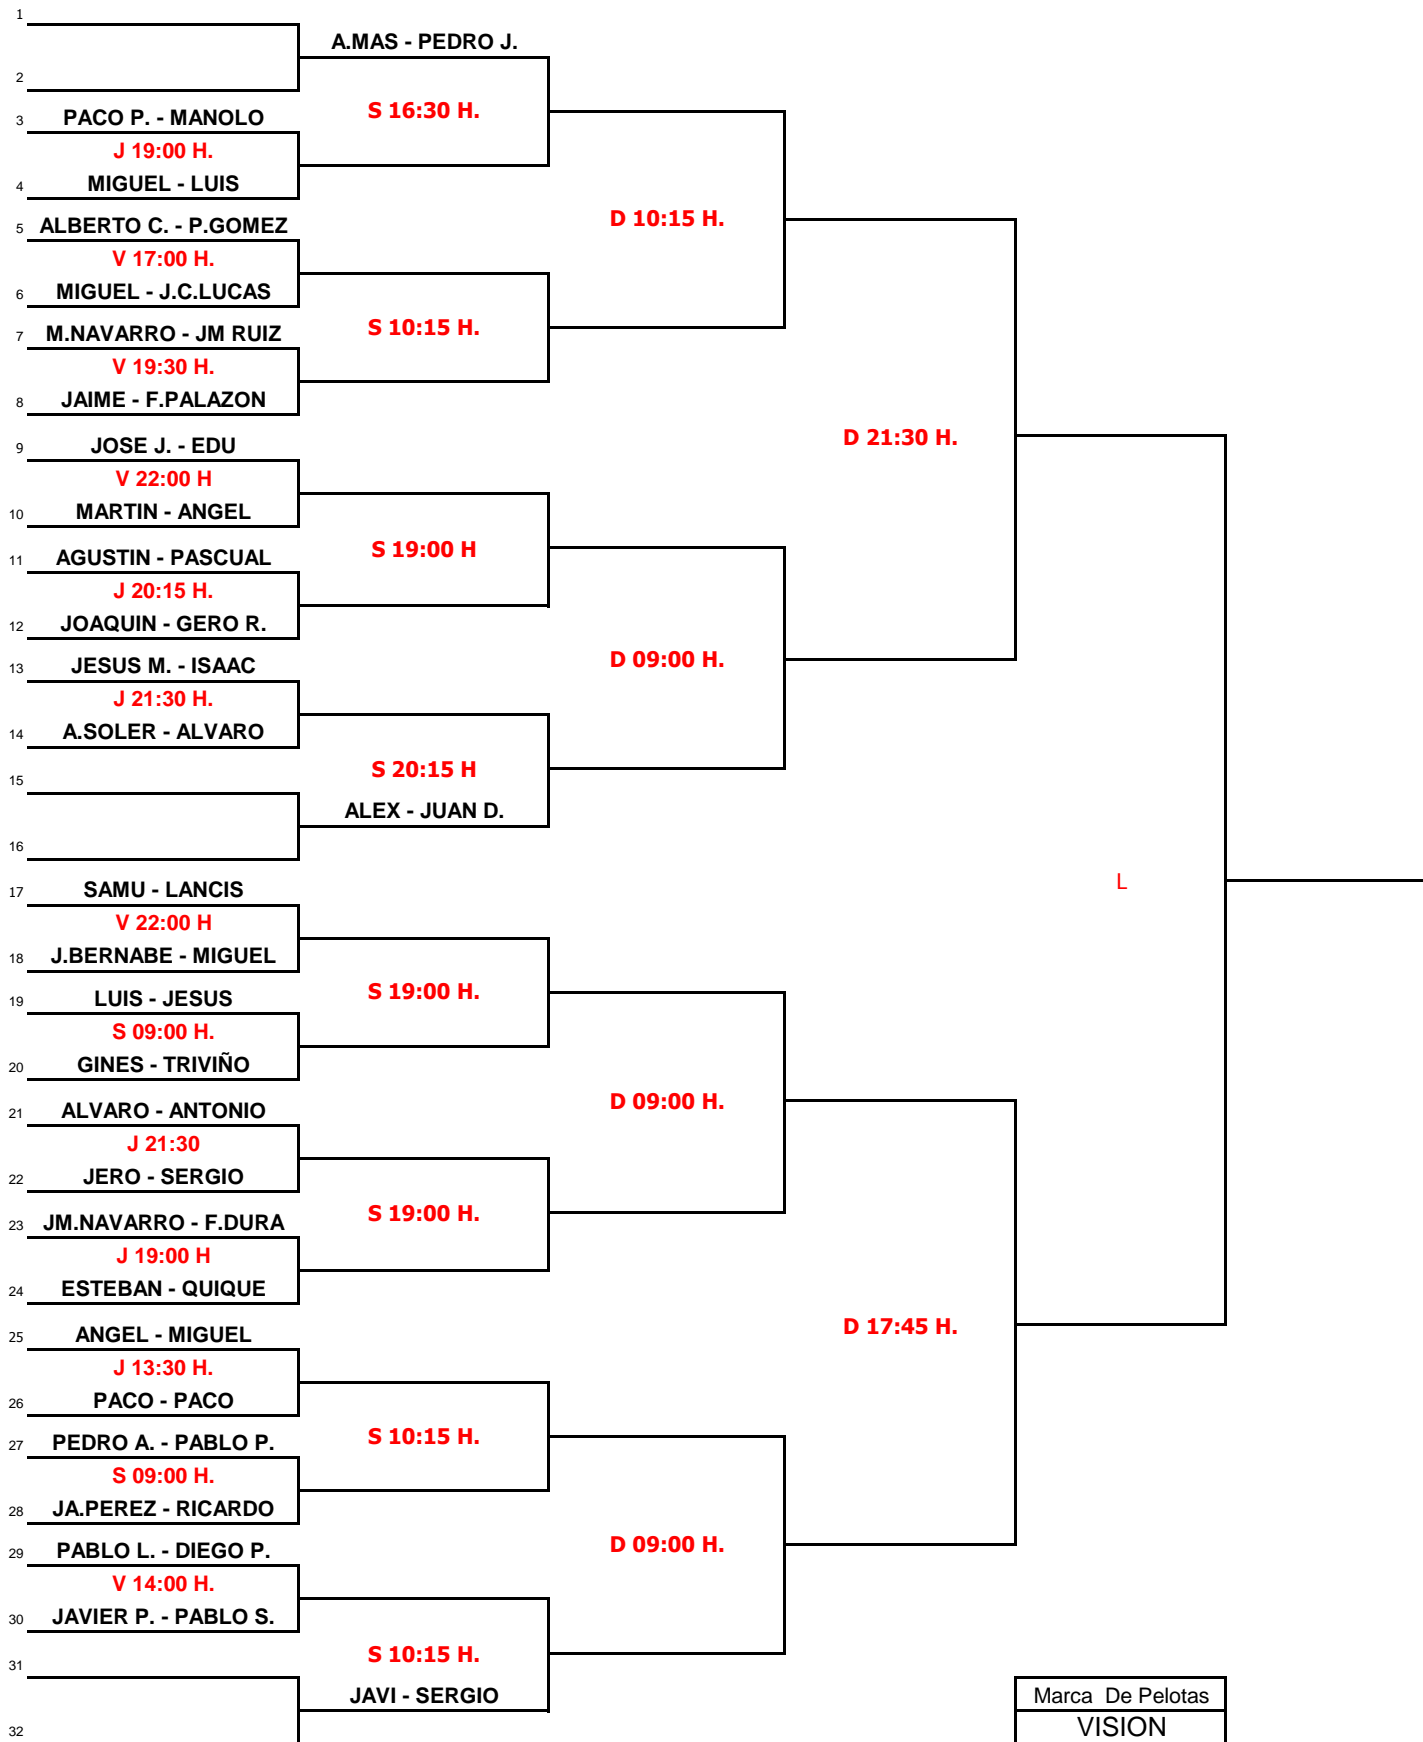 1
A.MAS - PEDRO J.
2
S 16:30 H.
3 PACO P. - MANOLO
J 19:00 H.
4 MIGUEL - LUIS
D 10:15 H.
5 ALBERTO C. - P.GOMEZ
V 17:00 H.
6 MIGUEL - J.C.LUCAS
S 10:15 H.
7 M.NAVARRO - JM RUIZ
V 19:30 H.
8 JAIME - F.PALAZON
D 21:30 H.
9 JOSE J. - EDU
V 22:00 H
10 MARTIN - ANGEL
S 19:00 H
11 AGUSTIN - PASCUAL
J 20:15 H.
12 JOAQUIN - GERO R.
D 09:00 H.
13 JESUS M. - ISAAC
J 21:30 H.
14 A.SOLER - ALVARO
S 20:15 H
15
ALEX - JUAN D.
16
L
17 SAMU - LANCIS
V 22:00 H
18 J.BERNABE - MIGUEL
S 19:00 H.
19 LUIS - JESUS
S 09:00 H.
20 GINES - TRIVIÑO
D 09:00 H.
21 ALVARO - ANTONIO
J 21:30
22 JERO - SERGIO
S 19:00 H.
23 JM.NAVARRO - F.DURA
J 19:00 H
24 ESTEBAN - QUIQUE
D 17:45 H.
25 ANGEL - MIGUEL
J 13:30 H.
26 PACO - PACO
S 10:15 H.
27 PEDRO A. - PABLO P.
S 09:00 H.
28 JA.PEREZ - RICARDO
D 09:00 H.
29 PABLO L. - DIEGO P.
V 14:00 H.
30 JAVIER P. - PABLO S.
S 10:15 H.
31
JAVI - SERGIO
32
Marca De Pelotas
VISION